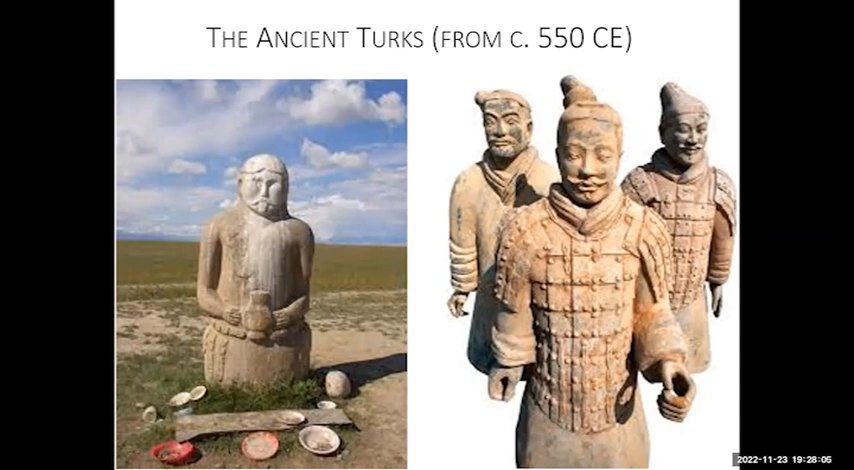 The Ancient Turks (from c. 550 CE)
2022-11-23 19:28:05